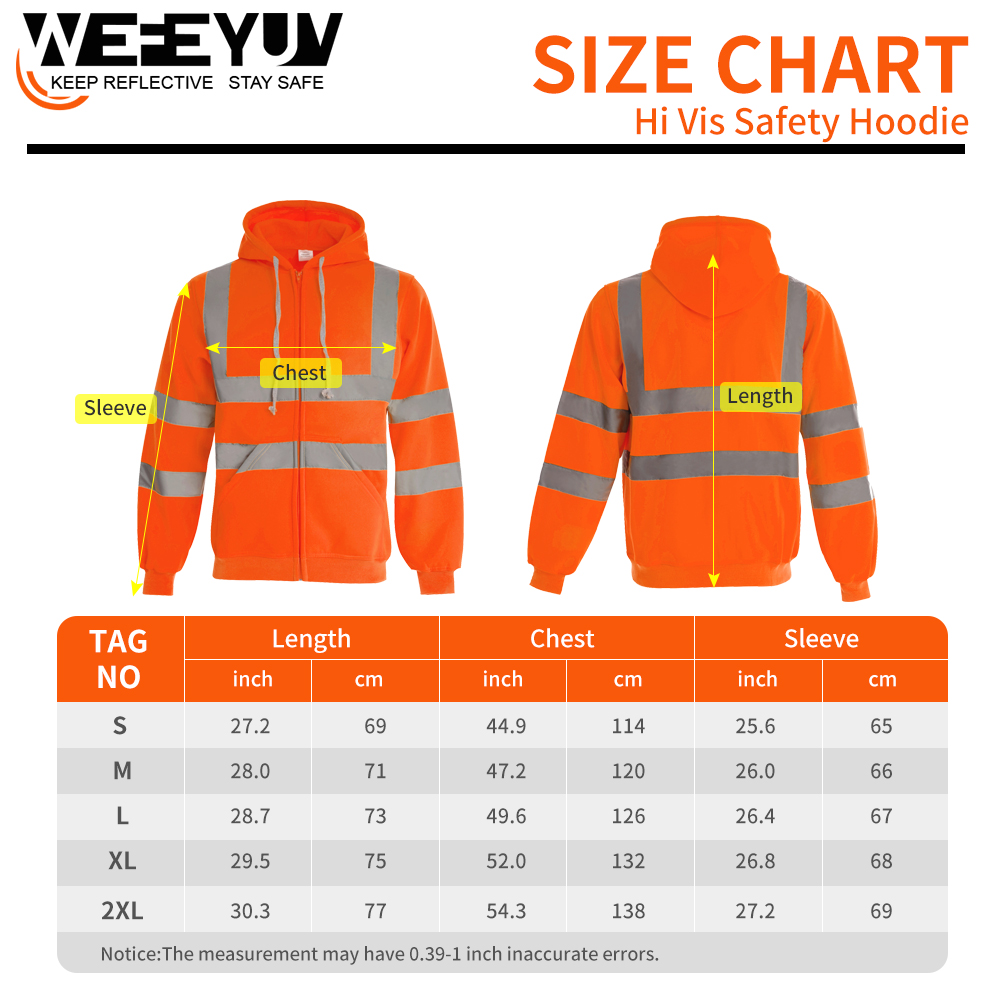 WEFEYUV
KEEP REFLECTIVE STAY SAFE
SIZE CHART
Hi Vis Safety Hoodie
Chest
Sleeve
Length
TAG NO Length Chest Sleeve
inch cm inch cm inch cm
S 27.2 69 44.9 114 25.6 65
M 28.0 71 47.2 120 26.0 66
L 28.7 73 49.6 126 26.4 67
XL 29.5 75 52.0 132 26.8 68
2XL 30.3 77 54.3 138 27.2 69
Notice:The measurement may have 0.39-1 inch inaccurate errors.